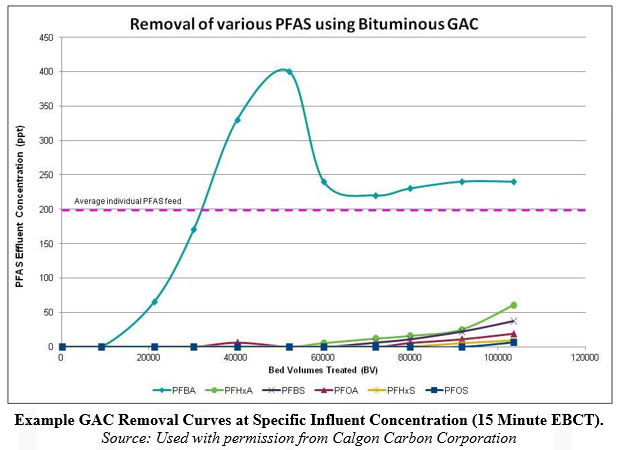 Removal of various PFAS using Bituminous GAC
PFAS Effluent Concentration (ppt)
450
400
350
300
250
200
150
100
50
0
Average individual PFAS feed
0 20000 40000 60000 80000 100000 120000
Bed Volumes Treated (BV)
PFBA PFHxA PFBS PFOA PFHxS PFOS
Example GAC Removal Curves at Specific Influent Concentration (15 Minute EBCT).
Source: Used with permission from Calgon Carbon Corporation